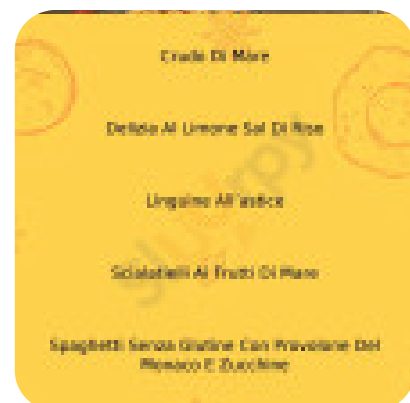 Crudo Di Mare
Delizia Al Limone Sal Di Riso
Linguine All'astice
Scialatielli Ai Frutti Di Mare
Spaghetti Senza Glutine Con Provolone Del
Monaco E Zucchine